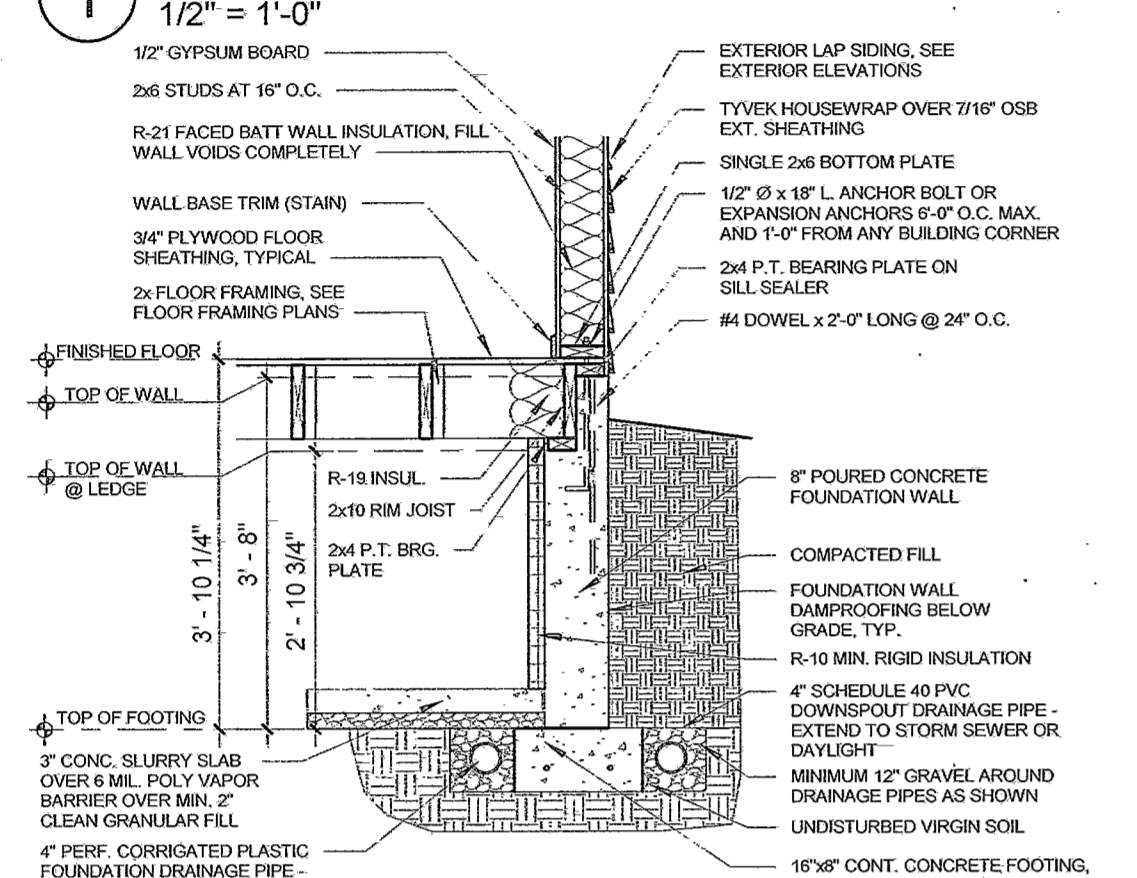 1
1/2" = 1'-0"
1/2" GYPSUM BOARD
2x6 STUDS AT 16" O.C.
R-21 FACED BATT WALL INSULATION, FILL
WALL VOIDS COMPLETELY
WALL BASE TRIM (STAIN)
3/4" PLYWOOD FLOOR
SHEATHING, TYPICAL
2x FLOOR FRAMING, SEE
FLOOR FRAMING PLANS
FINISHED FLOOR
TOP OF WALL
TOP OF WALL
@ LEDGE
R-19 INSUL.
2x10 RIM JOIST
2x4 P.T. BRG.
PLATE
3' - 10 1/4"
3' - 8"
2' - 10 3/4"
TOP OF FOOTING
3" CONC. SLURRY SLAB
OVER 6 MIL. POLY VAPOR
BARRIER OVER MIN. 2"
CLEAN GRANULAR FILL
4" PERF. CORRIGATED PLASTIC
FOUNDATION DRAINAGE PIPE -
EXTERIOR LAP SIDING, SEE
EXTERIOR ELEVATIONS
TYVEK HOUSEWRAP OVER 7/16" OSB
EXT. SHEATHING
SINGLE 2x6 BOTTOM PLATE
1/2" Ø x 18" L. ANCHOR BOLT OR
EXPANSION ANCHORS 6'-0" O.C. MAX.
AND 1'-0" FROM ANY BUILDING CORNER
2x4 P.T. BEARING PLATE ON
SILL SEALER
#4 DOWEL x 2'-0" LONG @ 24" O.C.
8" POURED CONCRETE
FOUNDATION WALL
COMPACTED FILL
FOUNDATION WALL
DAMPROOFING BELOW
GRADE, TYP.
R-10 MIN. RIGID INSULATION
4" SCHEDULE 40 PVC
DOWNSPOUT DRAINAGE PIPE -
EXTEND TO STORM SEWER OR
DAYLIGHT
MINIMUM 12" GRAVEL AROUND
DRAINAGE PIPES AS SHOWN
UNDISTURBED VIRGIN SOIL
16"x8" CONT. CONCRETE FOOTING,